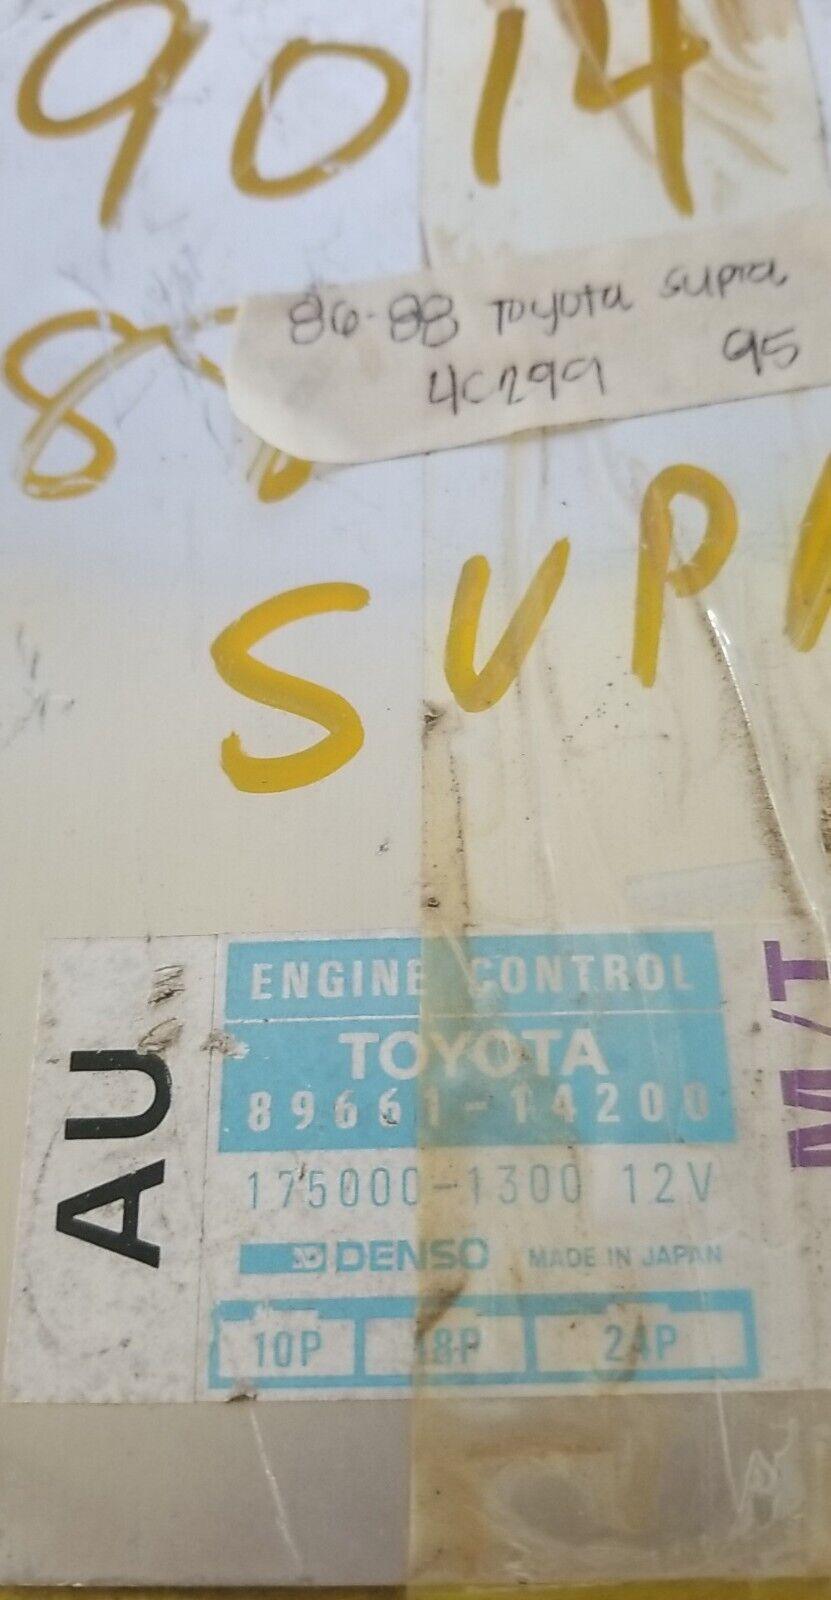 9014
86-88 Toyota Supra
4C299 95
8
SUP
AU
ENGINE CONTROL
TOYOTA
89661-14200
175000-1300 12V
DENSO MADE IN JAPAN
10P 18P 24P
M/T